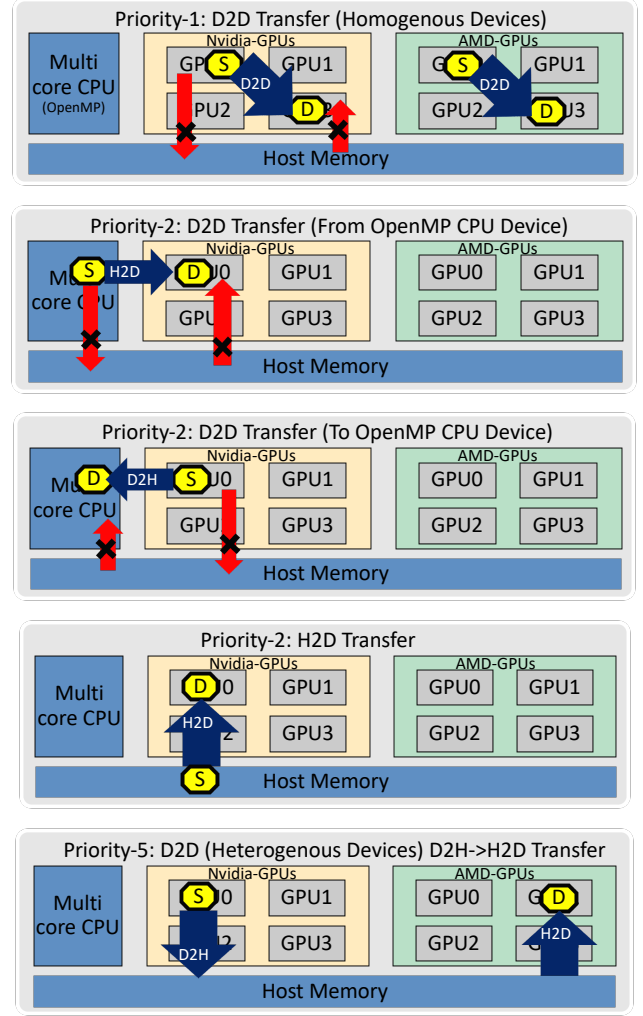 Priority-1: D2D Transfer (Homogenous Devices)
Nvidia-GPUs
AMD-GPUs
Multi
core CPU
(OpenMP)
S
GPU1
D2D
GPU2
D
S
GPU1
D2D
GPU2
D
Host Memory
Priority-2: D2D Transfer (From OpenMP CPU Device)
Nvidia-GPUs
AMD-GPUs
S
H2D
D
core CPU
GPU1
GPU3
GPU0
GPU1
GPU2
GPU3
Host Memory
Priority-2: D2D Transfer (To OpenMP CPU Device)
Nvidia-GPUs
AMD-GPUs
D
D2H
S
core CPU
GPU1
GPU3
GPU0
GPU1
GPU2
GPU3
Host Memory
Priority-2: H2D Transfer
Nvidia-GPUs
AMD-GPUs
Multi
core CPU
D
GPU1
H2D
GPU3
GPU0
GPU1
GPU2
GPU3
S
Host Memory
Priority-5: D2D (Heterogenous Devices) D2H->H2D Transfer
Nvidia-GPUs
AMD-GPUs
Multi
core CPU
S
GPU1
D2H
GPU3
GPU0
D
GPU2
H2D
Host Memory